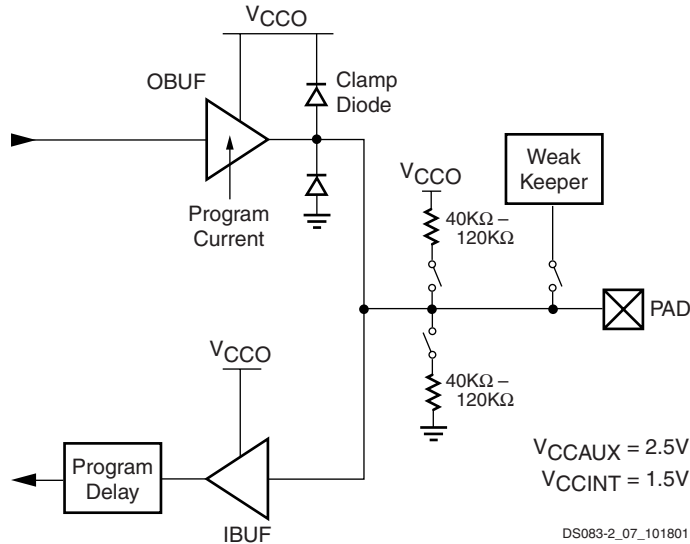 VCCO
OBUF
Clamp
Diode
Program
Current
VCCO
40KΩ –
120KΩ
Weak
Keeper
PAD
40KΩ –
120KΩ
VCCO
Program
Delay
IBUF
VCCAUX = 2.5V
VCCINT = 1.5V
DS083-2_07_101801